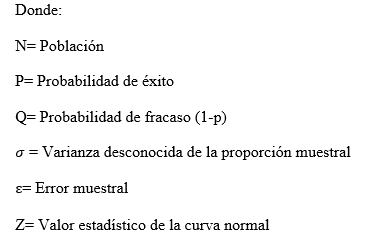 Donde:
N= Población
P= Probabilidad de éxito
Q= Probabilidad de fracaso (1-p)
σ = Varianza desconocida de la proporción muestral
ε= Error muestral
Z= Valor estadístico de la curva normal